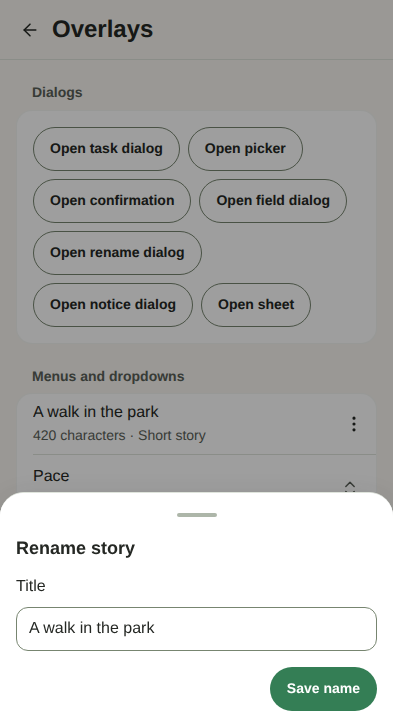 Overlays
Dialogs
Open task dialog
Open picker
Open confirmation
Open field dialog
Open rename dialog
Open notice dialog
Open sheet
Menus and dropdowns
A walk in the park
420 characters · Short story
Pace
Rename story
Title
A walk in the park
Save name